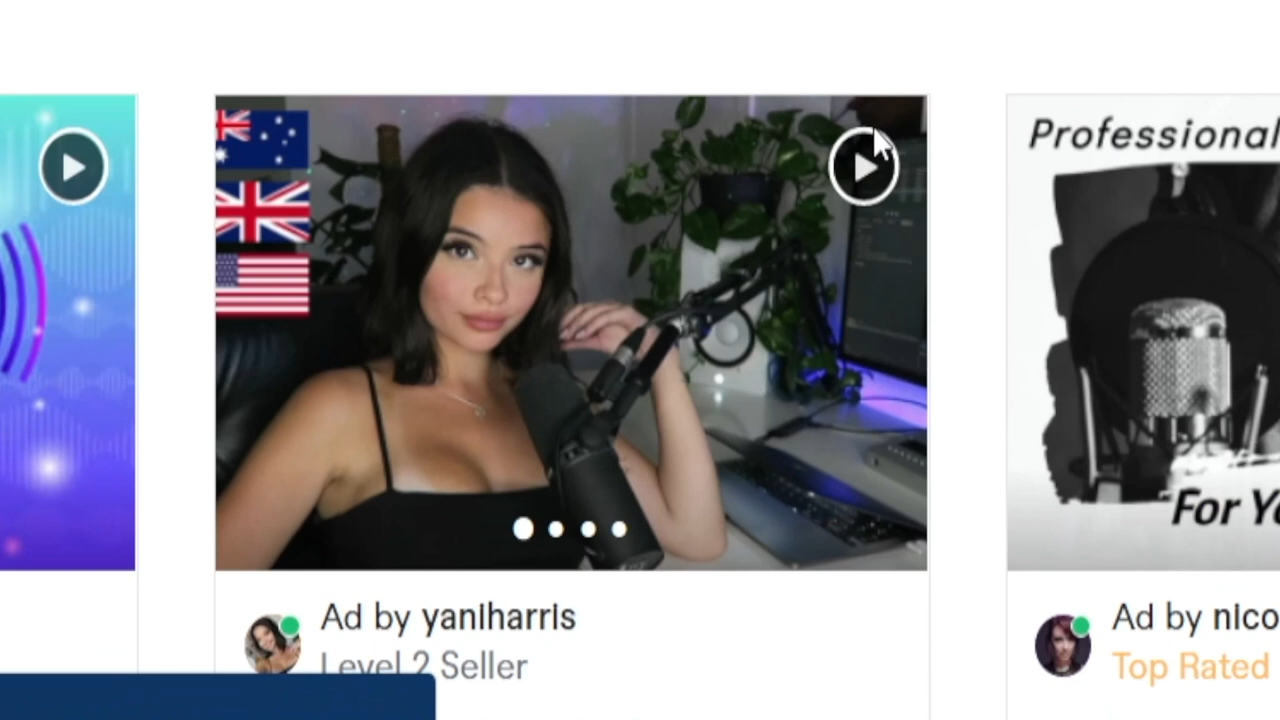 Professional
For Yo
Ad by yaniharris
Level 2 Seller
Ad by nico
Top Rated